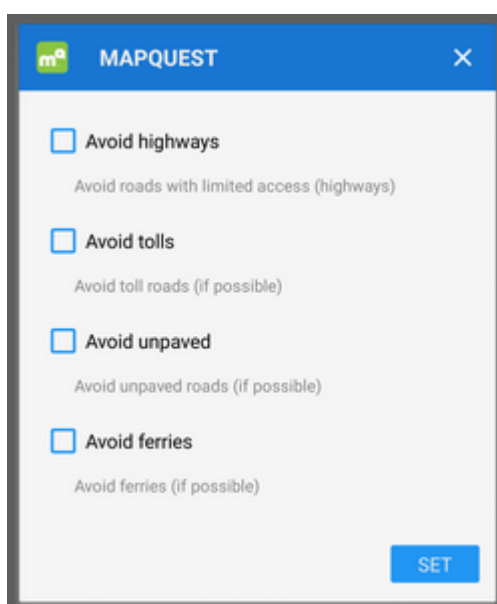 mq MAPQUEST
Avoid highways
Avoid roads with limited access (highways)
Avoid tolls
Avoid toll roads (if possible)
Avoid unpaved
Avoid unpaved roads (if possible)
Avoid ferries
Avoid ferries (if possible)
SET